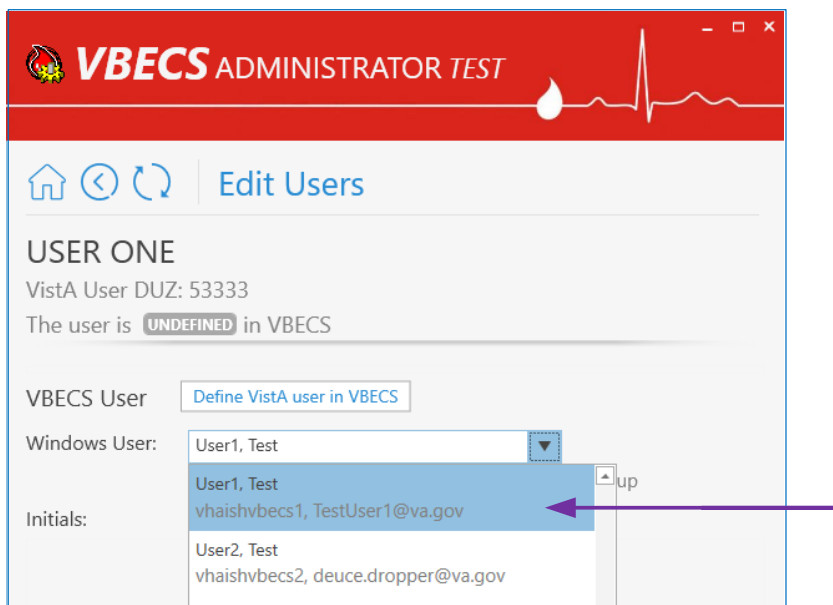 VBECS ADMINISTRATOR TEST
Edit Users
USER ONE
VistA User DUZ: 53333
The user is UNDEFINED in VBECS
VBECS User Define VistA user in VBECS
Windows User: User1, Test
User1, Test
up
vhaishvbecs1, TestUser1@va.gov
Initials:
User2, Test
vhaishvbecs2, deuce.dropper@va.gov